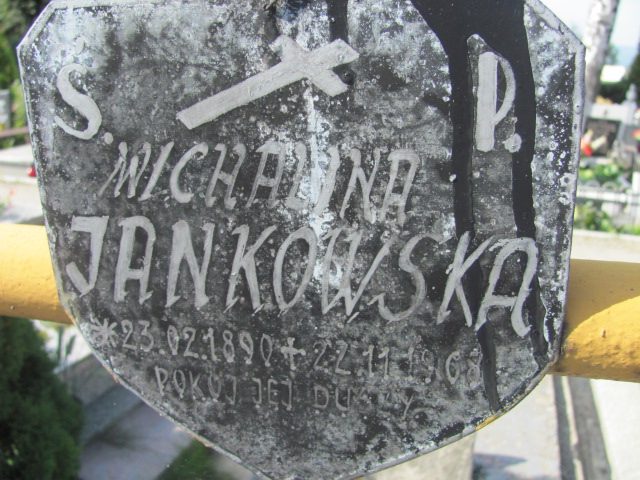 Ś. P.
MICHALINA
JANKOWSKA
*23.02.1890 + 22.11.1968
POKÓJ JEJ DUSZY